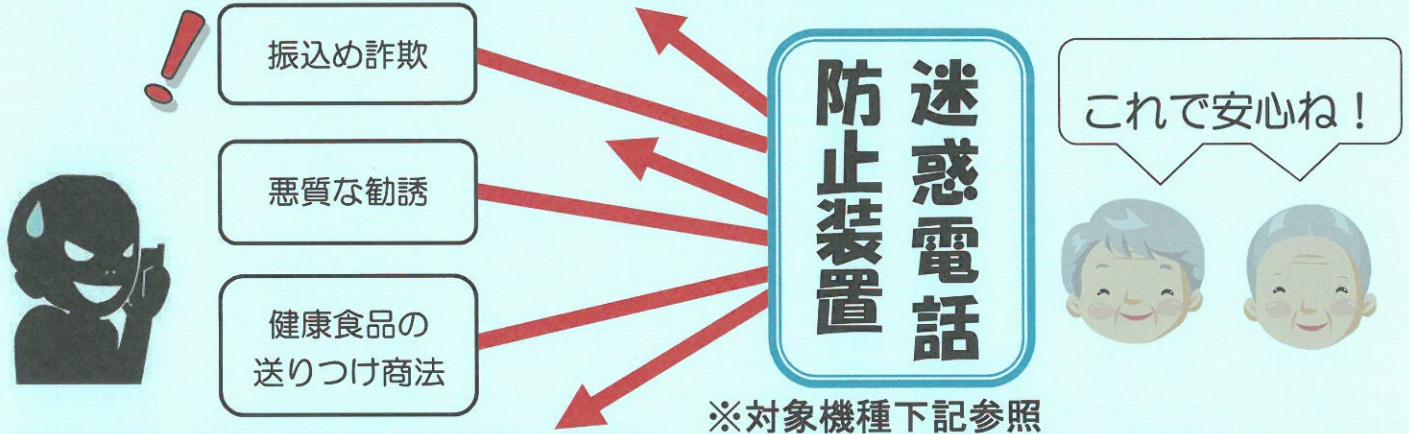 振込め詐欺
悪質な勧誘
健康食品の
送りつけ商法
迷惑電話
防止装置
※対象機種下記参照
これで安心ね！